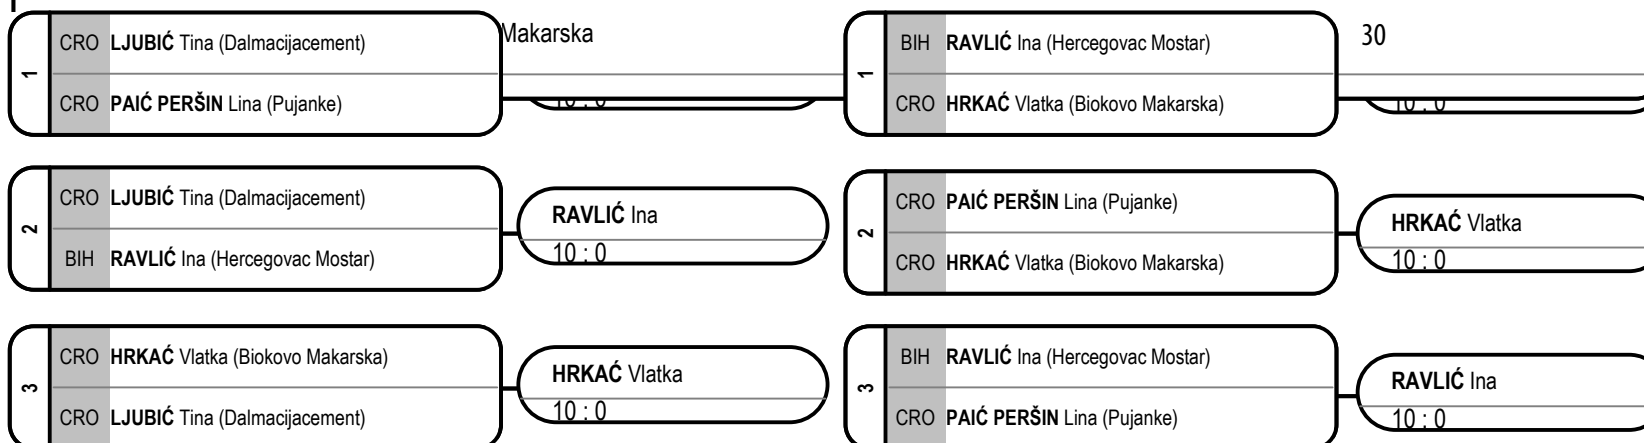 Makarska
30
1
CRO LJUBIĆ Tina (Dalmacijacement)
CRO PAIĆ PERŠIN Lina (Pujanke)
10 : 0
1
BIH RAVLIĆ Ina (Hercegovac Mostar)
CRO HRKAĆ Vlatka (Biokovo Makarska)
10 : 0
2
CRO LJUBIĆ Tina (Dalmacijacement)
BIH RAVLIĆ Ina (Hercegovac Mostar)
RAVLIĆ Ina
10 : 0
2
CRO PAIĆ PERŠIN Lina (Pujanke)
CRO HRKAĆ Vlatka (Biokovo Makarska)
HRKAĆ Vlatka
10 : 0
3
CRO HRKAĆ Vlatka (Biokovo Makarska)
CRO LJUBIĆ Tina (Dalmacijacement)
HRKAĆ Vlatka
10 : 0
3
BIH RAVLIĆ Ina (Hercegovac Mostar)
CRO PAIĆ PERŠIN Lina (Pujanke)
RAVLIĆ Ina
10 : 0